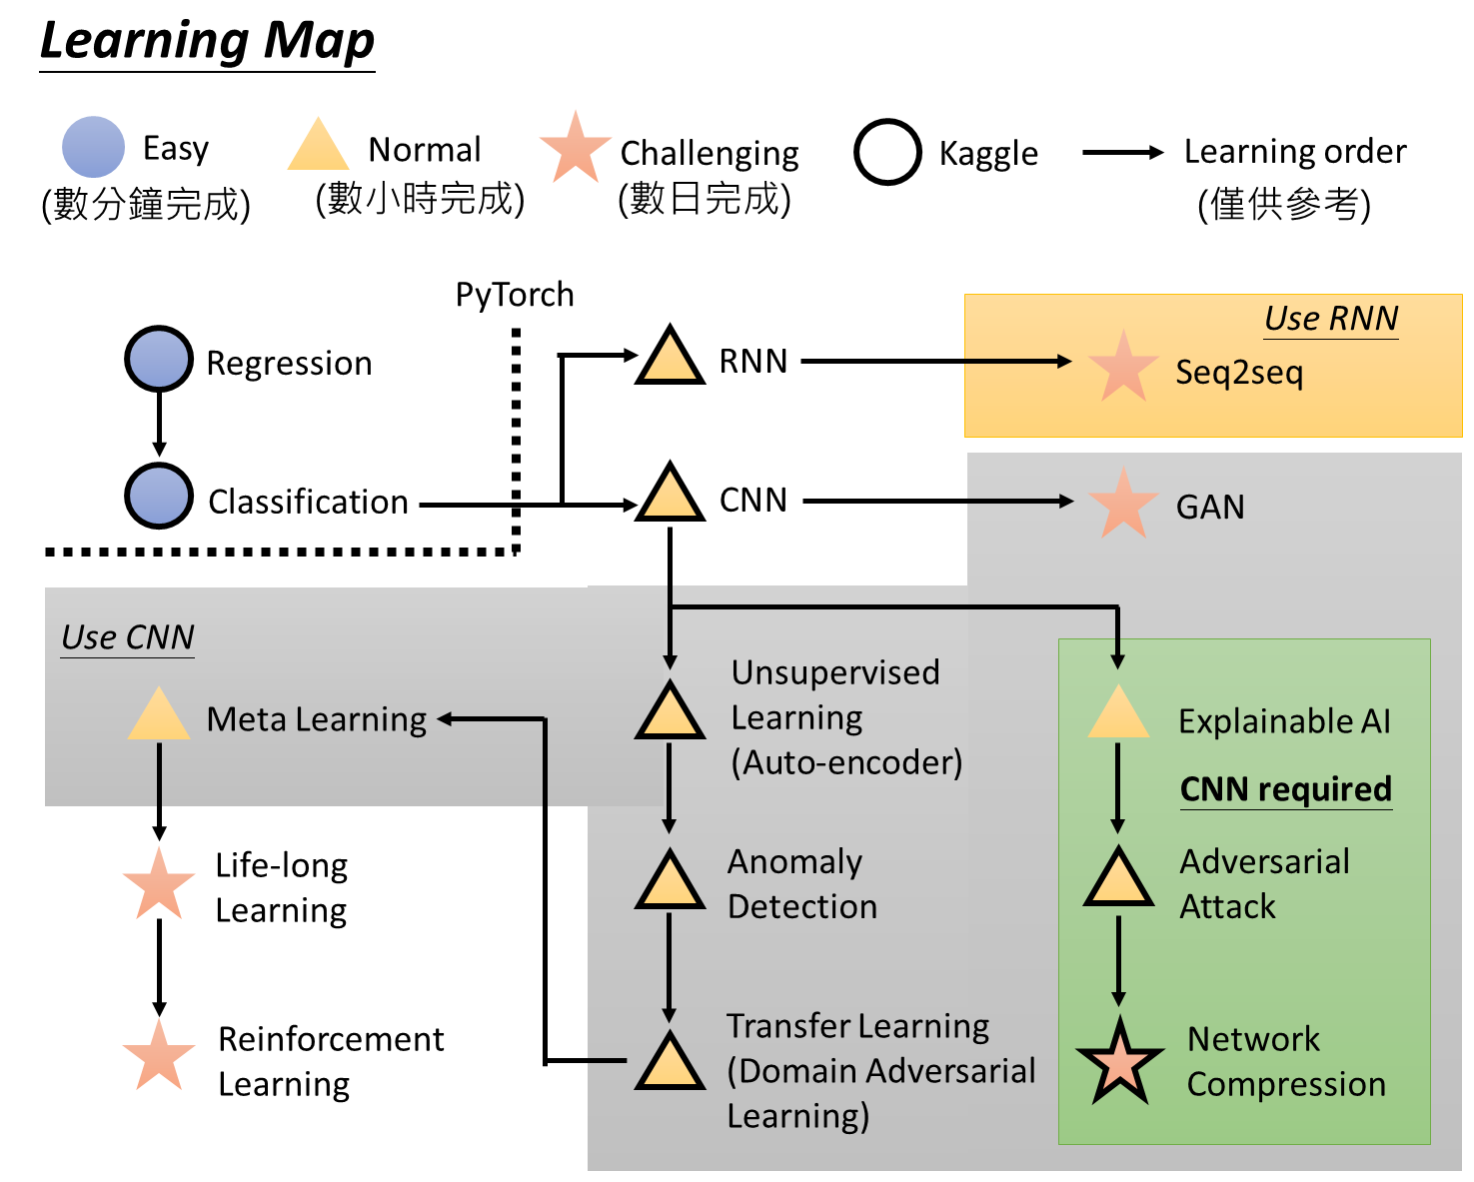 Learning Map
Easy
(數分鐘完成)
Normal
(數小時完成)
Challenging
(數日完成)
Kaggle
Learning order
(僅供參考)
PyTorch
Regression
Classification
RNN
CNN
Use RNN
Seq2seq
GAN
Use CNN
Meta Learning
Life-long
Learning
Reinforcement
Learning
Unsupervised
Learning
(Auto-encoder)
Anomaly
Detection
Transfer Learning
(Domain Adversarial
Learning)
Explainable AI
CNN required
Adversarial
Attack
Network
Compression